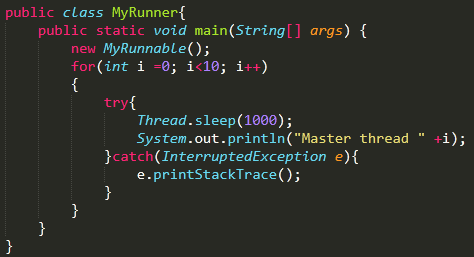 public class MyRunner{
    public static void main(String[] args) {
        new MyRunnable();
        for(int i =0; i<10; i++)
        {
            try{
                Thread.sleep(1000);
                System.out.println("Master thread " +i);
            }catch(InterruptedException e){
                e.printStackTrace();
            }
        }
    }
}